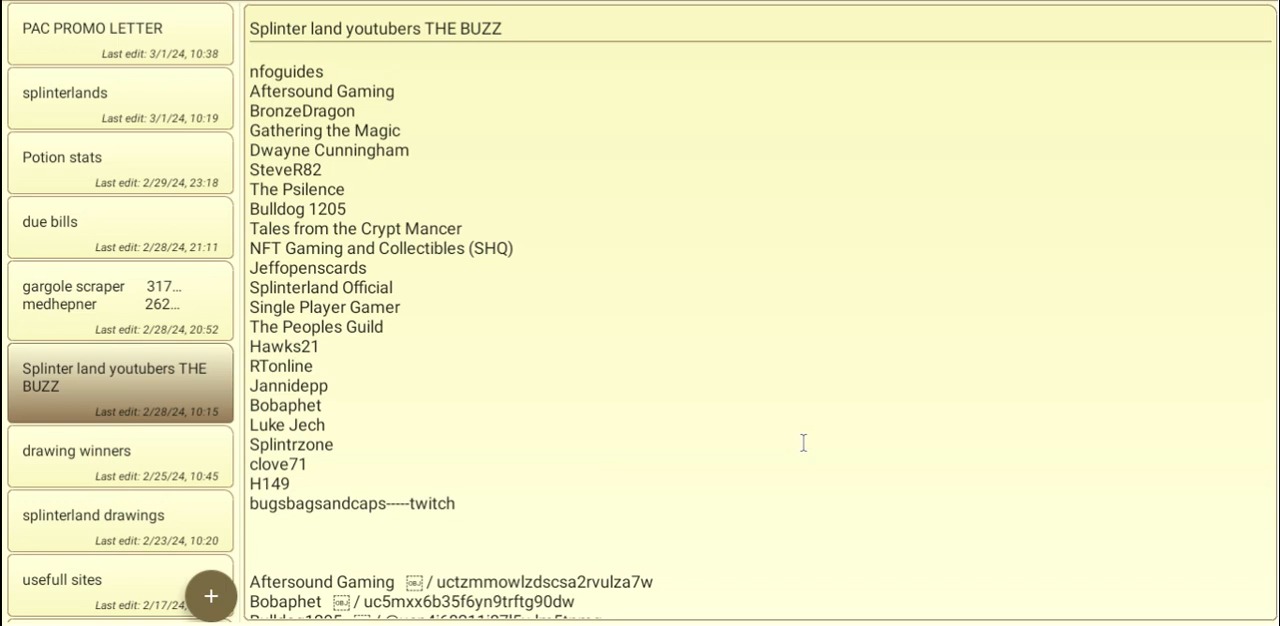 PAC PROMO LETTER
Last edit: 3/1/24, 10:38
splinterlands
Last edit: 3/1/24, 10:19
Potion stats
Last edit: 2/29/24, 23:18
due bills
Last edit: 2/28/24, 21:11
gargole scraper 317...
medhepner 262...
Last edit: 2/28/24, 20:52
Splinter land youtubers THE
BUZZ
Last edit: 2/28/24, 10:15
drawing winners
Last edit: 2/25/24, 10:45
splinterland drawings
Last edit: 2/23/24, 10:20
usefull sites
Last edit: 2/17/24,
+
Splinter land youtubers THE BUZZ
nfoguides
Aftersound Gaming
BronzeDragon
Gathering the Magic
Dwayne Cunningham
SteveR82
The Psilence
Bulldog 1205
Tales from the Crypt Mancer
NFT Gaming and Collectibles (SHQ)
Jeffopenscards
Splinterland Official
Single Player Gamer
The Peoples Guild
Hawks21
RTonline
Jannidepp
Bobaphet
Luke Jech
Splintrzone
clove71
H149
bugsbagsandcaps-----twitch
Aftersound Gaming OBJ / uctzmmowlzdscsa2rvulza7w
Bobaphet OBJ / uc5mxx6b35f6yn9trftg90dw